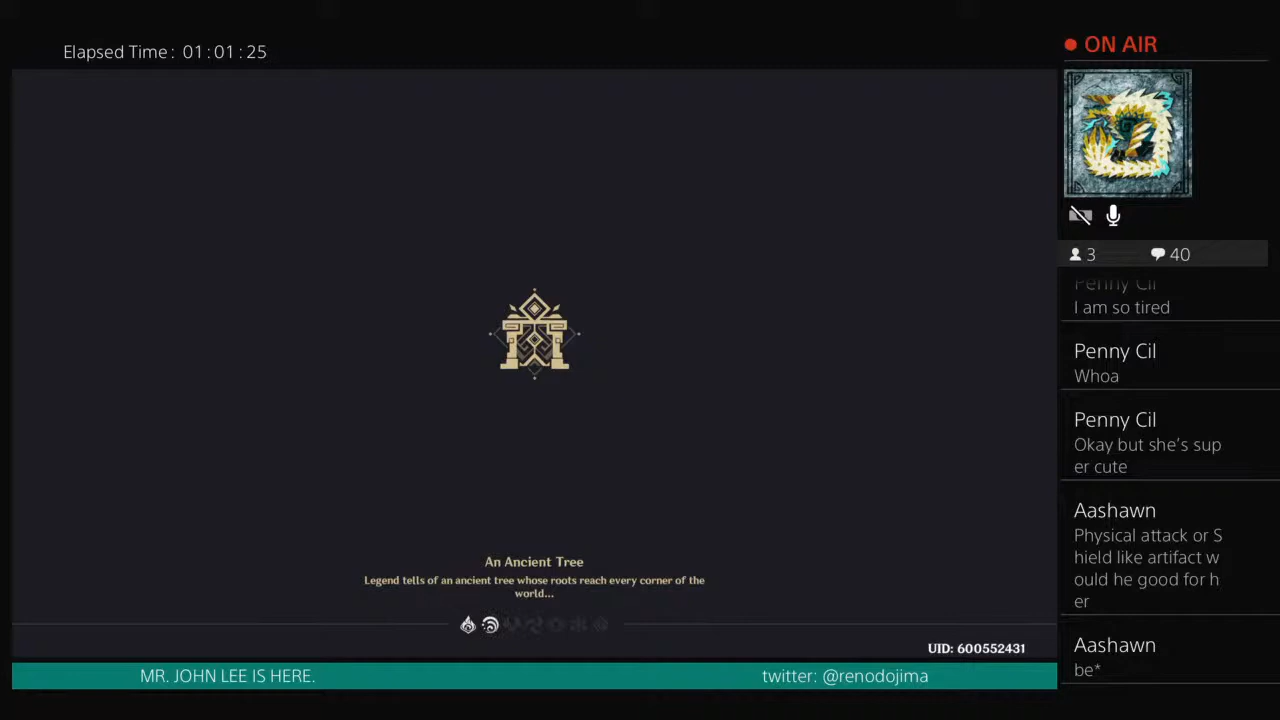 Elapsed Time: 01:01:25
ON AIR
3
40
Penny Cil
I am so tired
Penny Cil
Whoa
Penny Cil
Okay but she's sup
er cute
Aashawn
Physical attack or S
hield like artifact w
ould he good for h
er
Aashawn
be*
An Ancient Tree
Legend tells of an ancient tree whose roots reach every corner of the
world...
UID: 600552431
MR. JOHN LEE IS HERE.
twitter: @renodojima